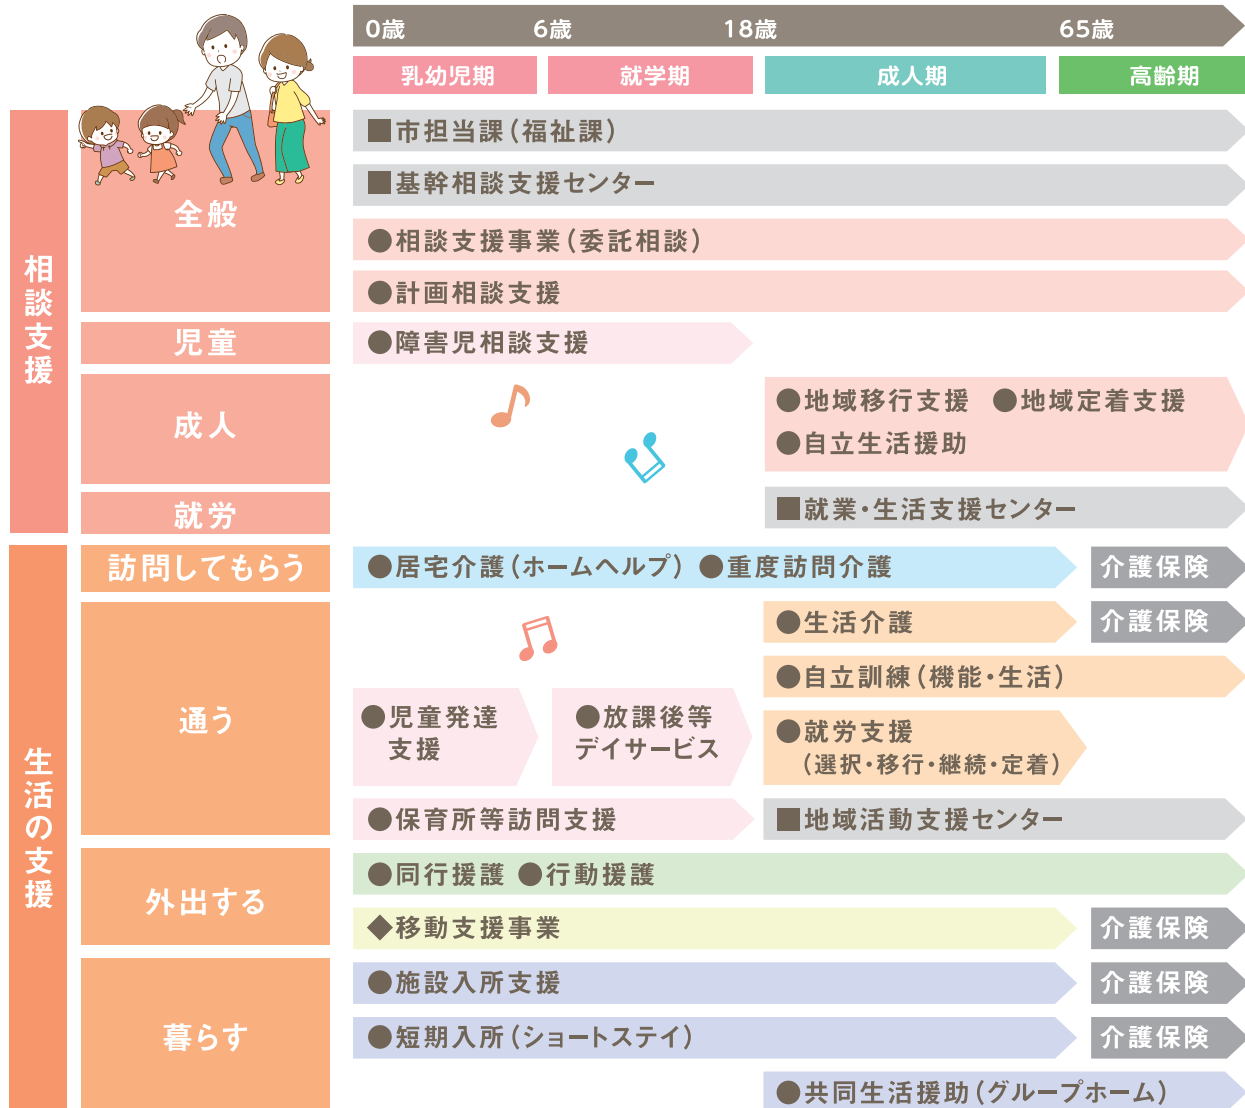 0歳 6歳 18歳 65歳
乳幼児期 就学期 成人期 高齢期
相談支援
全般
■市担当課（福祉課）
■基幹相談支援センター
●相談支援事業（委託相談）
●計画相談支援
児童
●障害児相談支援
成人
●地域移行支援 ●地域定着支援
●自立生活援助
就労
■就業・生活支援センター
生活の支援
訪問してもらう
●居宅介護（ホームヘルプ） ●重度訪問介護 介護保険
通う
●生活介護 介護保険
●自立訓練（機能・生活）
●児童発達
支援
●放課後等
デイサービス
●就労支援
（選択・移行・継続・定着）
●保育所等訪問支援
■地域活動支援センター
外出する
●同行援護 ●行動援護
◆移動支援事業 介護保険
暮らす
●施設入所支援 介護保険
●短期入所（ショートステイ） 介護保険
●共同生活援助（グループホーム）